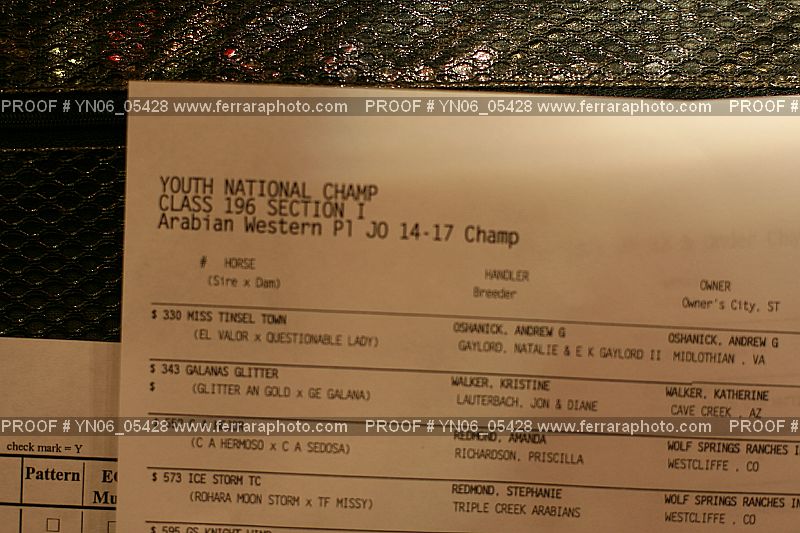 PROOF # YN06_05428 www.ferraraphoto.com PROOF # YN06_05428 www.ferraraphoto.com PROOF
YOUTH NATIONAL CHAMP
CLASS 196 SECTION I
Arabian Western Pl JO 14-17 Champ
# HORSE HANDLER OWNER
(Sire x Dam) Breeder Owner's City, ST
$ 330 MISS TINSEL TOWN OSHANICK, ANDREW G OSHANICK, ANDREW G
(EL VALOR x QUESTIONABLE LADY) GAYLORD, NATALIE & E K GAYLORD II MIDLOTHIAN , VA
$ 343 GALANAS GLITTER WALKER, KRISTINE WALKER, KATHERINE
$ (GLITTER AN GOLD x GE GALANA) LAUTERBACH, JON & DIANE CAVE CREEK , AZ
PROOF # YN06_05428 www.ferraraphoto.com PROOF # YN06_05428 www.ferraraphoto.com PROOF
REDMOND, AMANDA WOLF SPRINGS RANCHES I
(C A HERMOSO x C A SEDOSA) RICHARDSON, PRISCILLA WESTCLIFFE , CO
$ 573 ICE STORM TC REDMOND, STEPHANIE WOLF SPRINGS RANCHES IN
(ROHARA MOON STORM x TF MISSY) TRIPLE CREEK ARABIANS WESTCLIFFE , CO
$ 595 GS KNIGHT
check mark = Y
Pattern